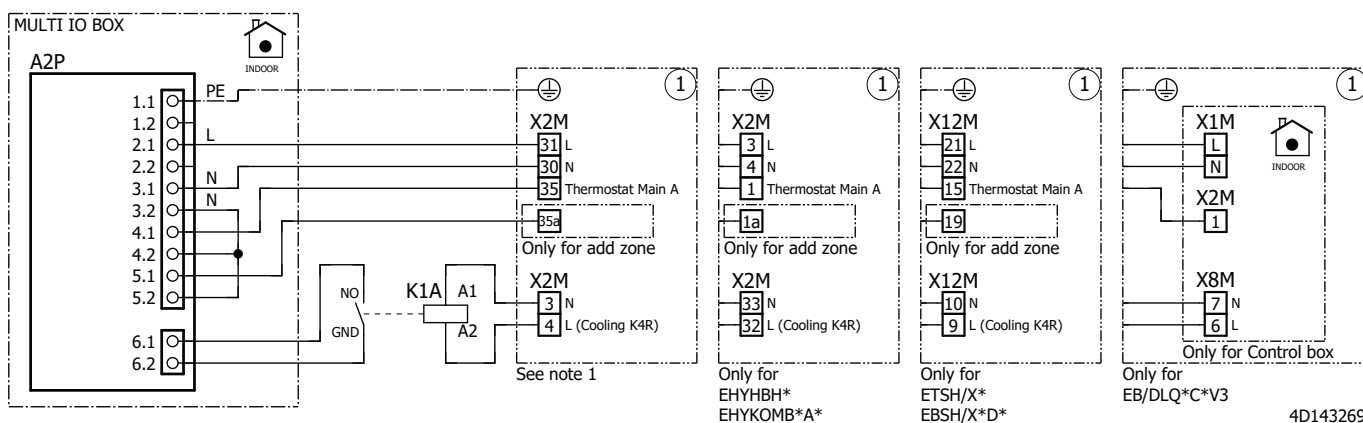 MULTI IO BOX
INDOOR
A2P
1.1
PE
1.2
2.1
L
2.2
3.1
N
3.2
N
4.1
4.2
5.1
5.2
6.1
6.2
NO
GND
K1A
A1
A2
1
X2M
31 L
30 N
35 Thermostat Main A
35a
Only for add zone
X2M
3 N
4 L (Cooling K4R)
See note 1
1
X2M
3 L
4 N
1 Thermostat Main A
1a
Only for add zone
X2M
33 N
32 L (Cooling K4R)
Only for
EHYHBH*
EHYKOMB*A*
1
X12M
21 L
22 N
15 Thermostat Main A
19
Only for add zone
X12M
10 N
9 L (Cooling K4R)
Only for
ETSH/X*
EBSH/X*D*
1
X1M
L
N
INDOOR
X2M
1
X8M
7 N
6 L
Only for Control box
Only for
EB/DLQ*C*V3
4D143269